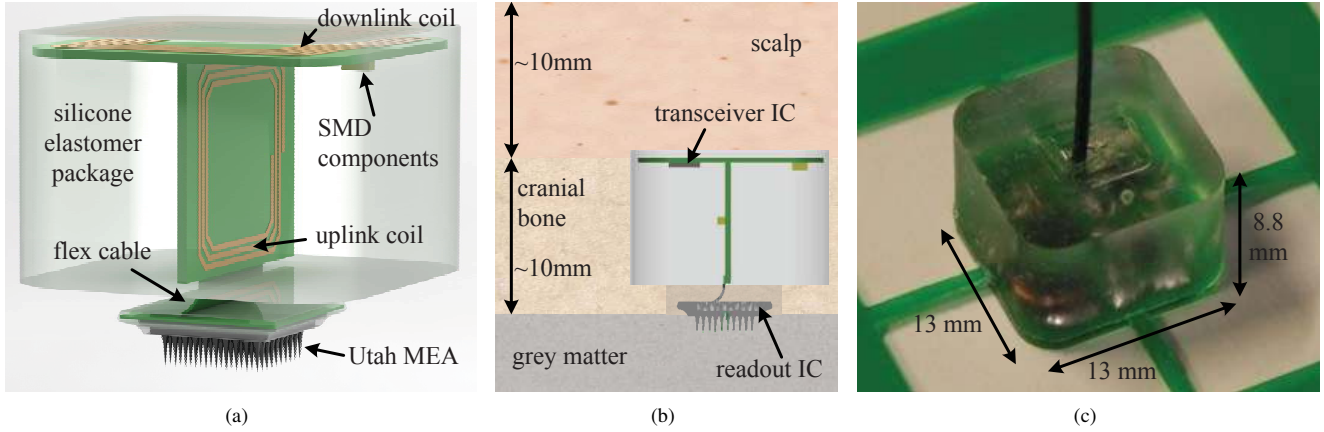 downlink coil
silicone
elastomer
package
SMD
components
uplink coil
flex cable
Utah MEA
(a)
~10mm
scalp
transceiver IC
cranial
bone
~10mm
grey matter
readout IC
(b)
8.8
mm
13 mm
13 mm
(c)